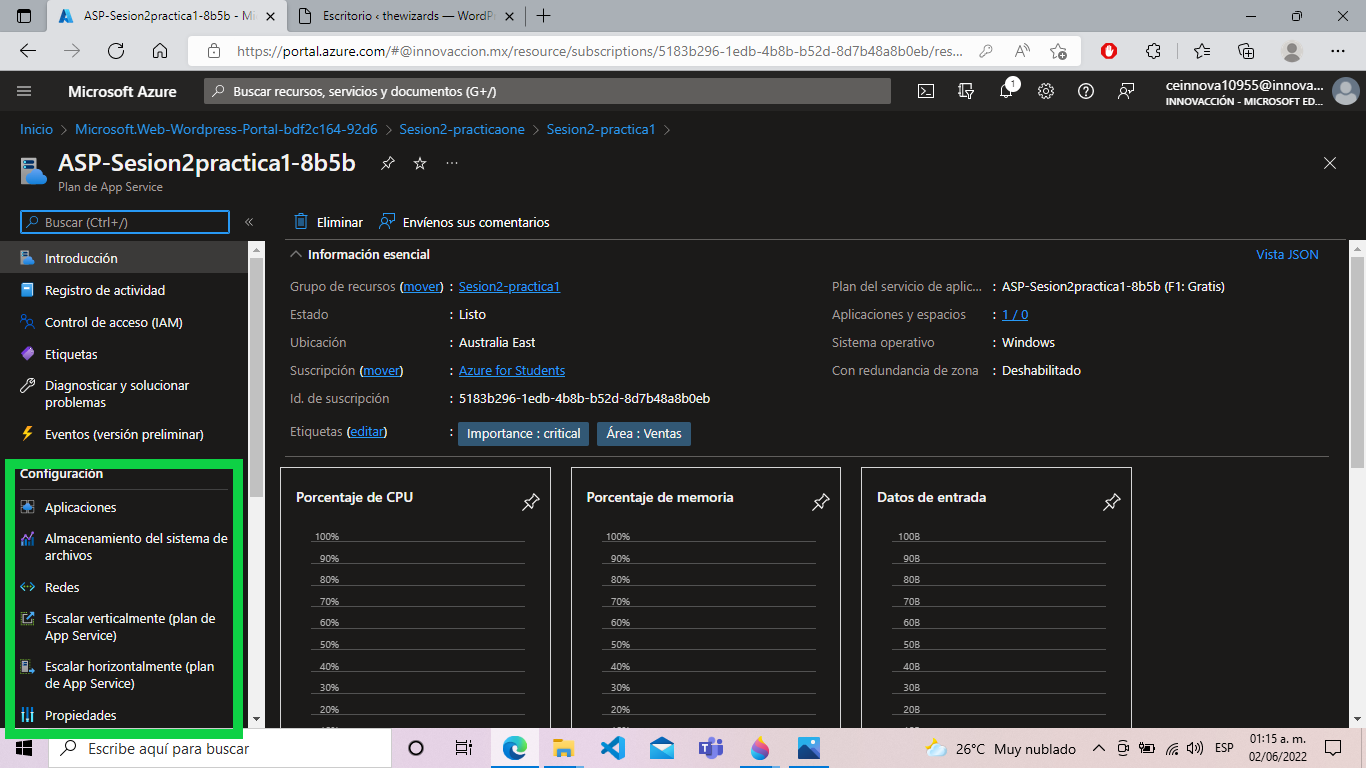 ASP-Sesion2practica1-8b5b - Mi
Escritorio ‹ thewizards — WordP
https://portal.azure.com/#@innovaccion.mx/resource/subscriptions/5183b296-1edb-4b8b-b52d-8d7b48a8b0eb/res...
Microsoft Azure
Buscar recursos, servicios y documentos (G+/)
1
ceinnova10955@innova...
INNOVACCIÓN - MICROSOFT ED...
Inicio > Microsoft.Web-Wordpress-Portal-bdf2c164-92d6 > Sesion2-practicaone > Sesion2-practica1 >
ASP-Sesion2practica1-8b5b
Plan de App Service
Buscar (Ctrl+/)
«
Introducción
Registro de actividad
Control de acceso (IAM)
Etiquetas
Diagnosticar y solucionar
problemas
Eventos (versión preliminar)
Configuración
Aplicaciones
Almacenamiento del sistema de
archivos
Redes
Escalar verticalmente (plan de
App Service)
Escalar horizontalmente (plan
de App Service)
Propiedades
Eliminar
Envíenos sus comentarios
Información esencial
Vista JSON
Grupo de recursos (mover) : Sesion2-practica1
Estado : Listo
Ubicación : Australia East
Suscripción (mover) : Azure for Students
Id. de suscripción : 5183b296-1edb-4b8b-b52d-8d7b48a8b0eb
Etiquetas (editar) : Importance : critical Área : Ventas
Plan del servicio de aplic... : ASP-Sesion2practica1-8b5b (F1: Gratis)
Aplicaciones y espacios : 1 / 0
Sistema operativo : Windows
Con redundancia de zona : Deshabilitado
Porcentaje de CPU
100%
90%
80%
70%
60%
50%
40%
30%
20%
Porcentaje de memoria
100%
90%
80%
70%
60%
50%
40%
30%
20%
Datos de entrada
100B
90B
80B
70B
60B
50B
40B
30B
20B
Escribe aquí para buscar
26°C Muy nublado
ESP
01:15 a. m.
02/06/2022